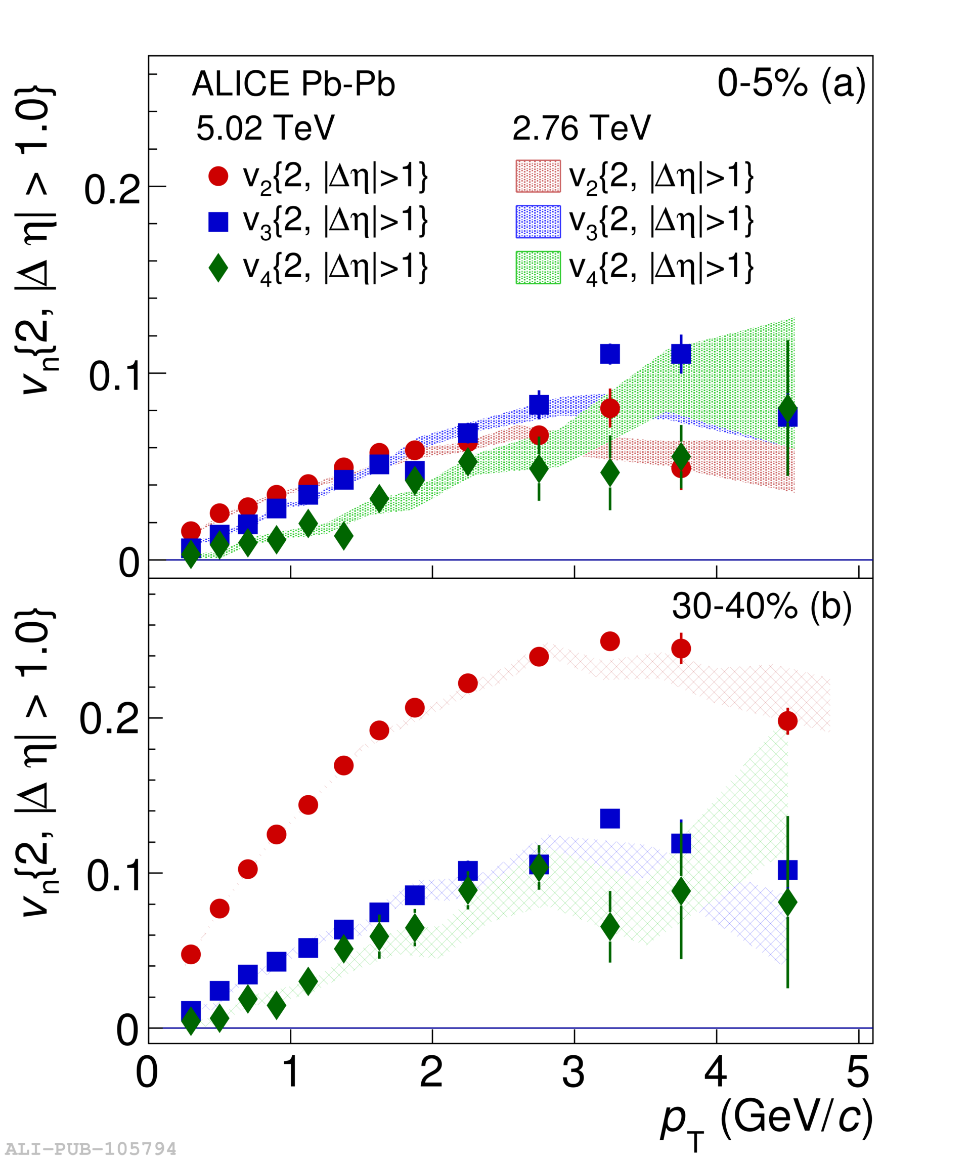 ALICE Pb-Pb
0-5% (a)
5.02 TeV
2.76 TeV
v2{2, |Δη|>1}
v2{2, |Δη|>1}
v3{2, |Δη|>1}
v3{2, |Δη|>1}
v4{2, |Δη|>1}
v4{2, |Δη|>1}
vn{2, |Δ η| > 1.0}
0.2
0.1
0
30-40% (b)
vn{2, |Δ η| > 1.0}
0.2
0.1
0
0 1 2 3 4 5
pT (GeV/c)
ALI-PUB-105794